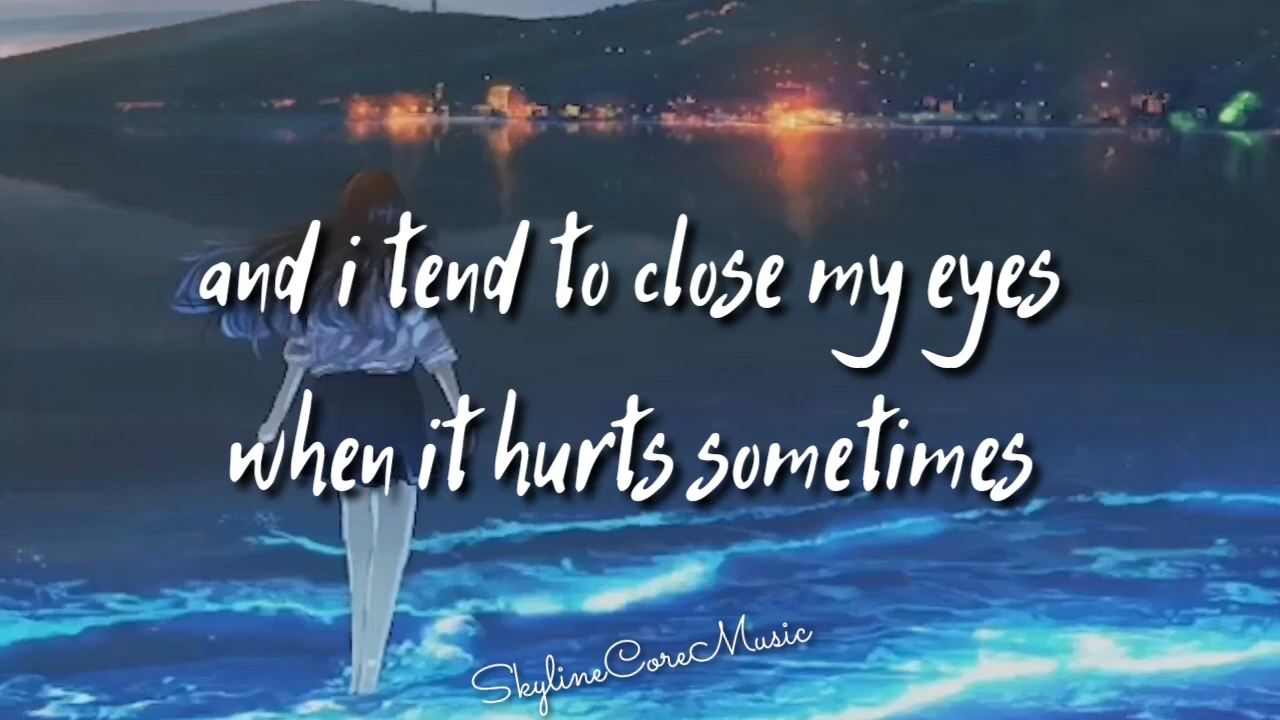 and i tend to close my eyes
when it hurts sometimes
SkylineCoreMusic